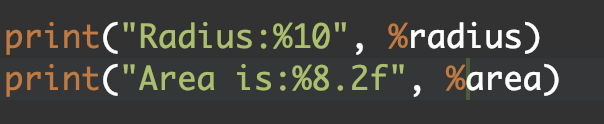 print("Radius:%10", %radius)
print("Area is:%8.2f", %area)